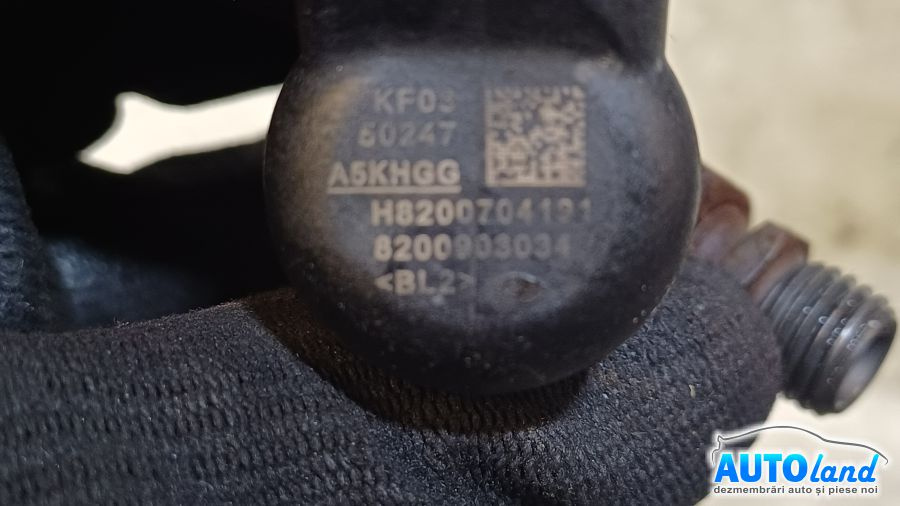 KF03
50247
A5KHGG
H8200704191
8200903034
<BL2>
AUTOland
dezmembrări auto și piese noi